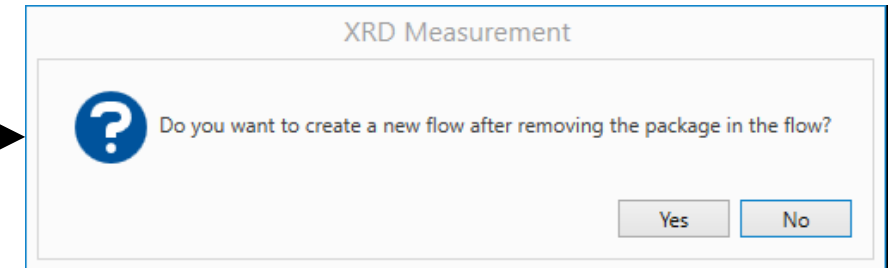 XRD Measurement
Do you want to create a new flow after removing the package in the flow?
Yes No